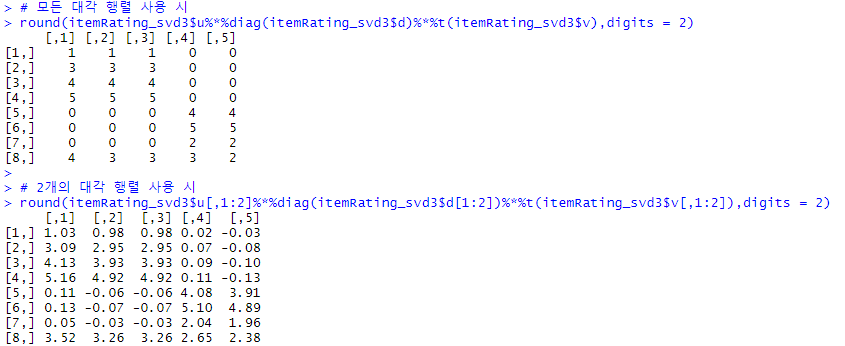 > # 모든 대각 행렬 사용 시
> round(itemRating_svd3$u%*%diag(itemRating_svd3$d)%*%t(itemRating_svd3$v),digits = 2)
     [,1] [,2] [,3] [,4] [,5]
[1,]    1    1    1    0    0
[2,]    3    3    3    0    0
[3,]    4    4    4    0    0
[4,]    5    5    5    0    0
[5,]    0    0    0    4    4
[6,]    0    0    0    5    5
[7,]    0    0    0    2    2
[8,]    4    3    3    3    2
>
> # 2개의 대각 행렬 사용 시
> round(itemRating_svd3$u[,1:2]%*%diag(itemRating_svd3$d[1:2])%*%t(itemRating_svd3$v[,1:2]),digits = 2)
     [,1]  [,2]  [,3] [,4]  [,5]
[1,] 1.03  0.98  0.98 0.02 -0.03
[2,] 3.09  2.95  2.95 0.07 -0.08
[3,] 4.13  3.93  3.93 0.09 -0.10
[4,] 5.16  4.92  4.92 0.11 -0.13
[5,] 0.11 -0.06 -0.06 4.08  3.91
[6,] 0.13 -0.07 -0.07 5.10  4.89
[7,] 0.05 -0.03 -0.03 2.04  1.96
[8,] 3.52  3.26  3.26 2.65  2.38